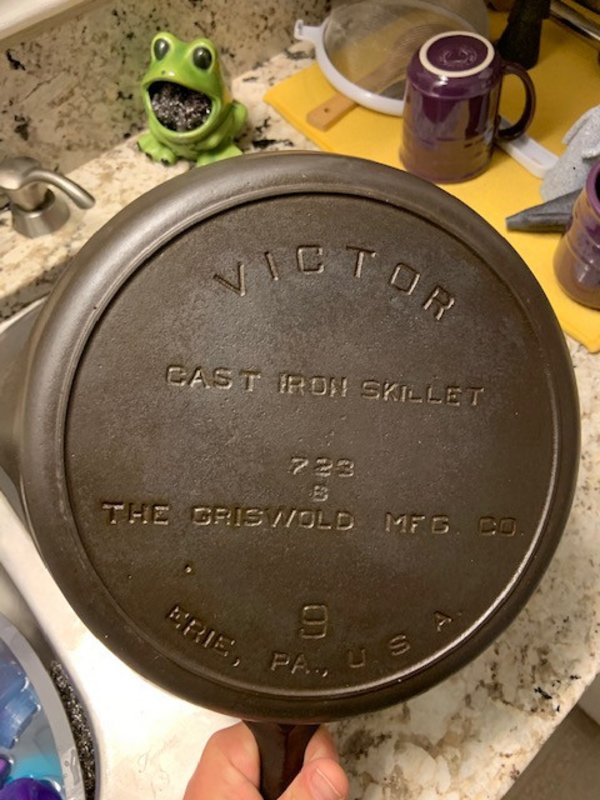 VICTOR
CAST IRON SKILLET
723
B
THE GRISWOLD MFG. CO.
9
ERIE, PA., U.S.A.